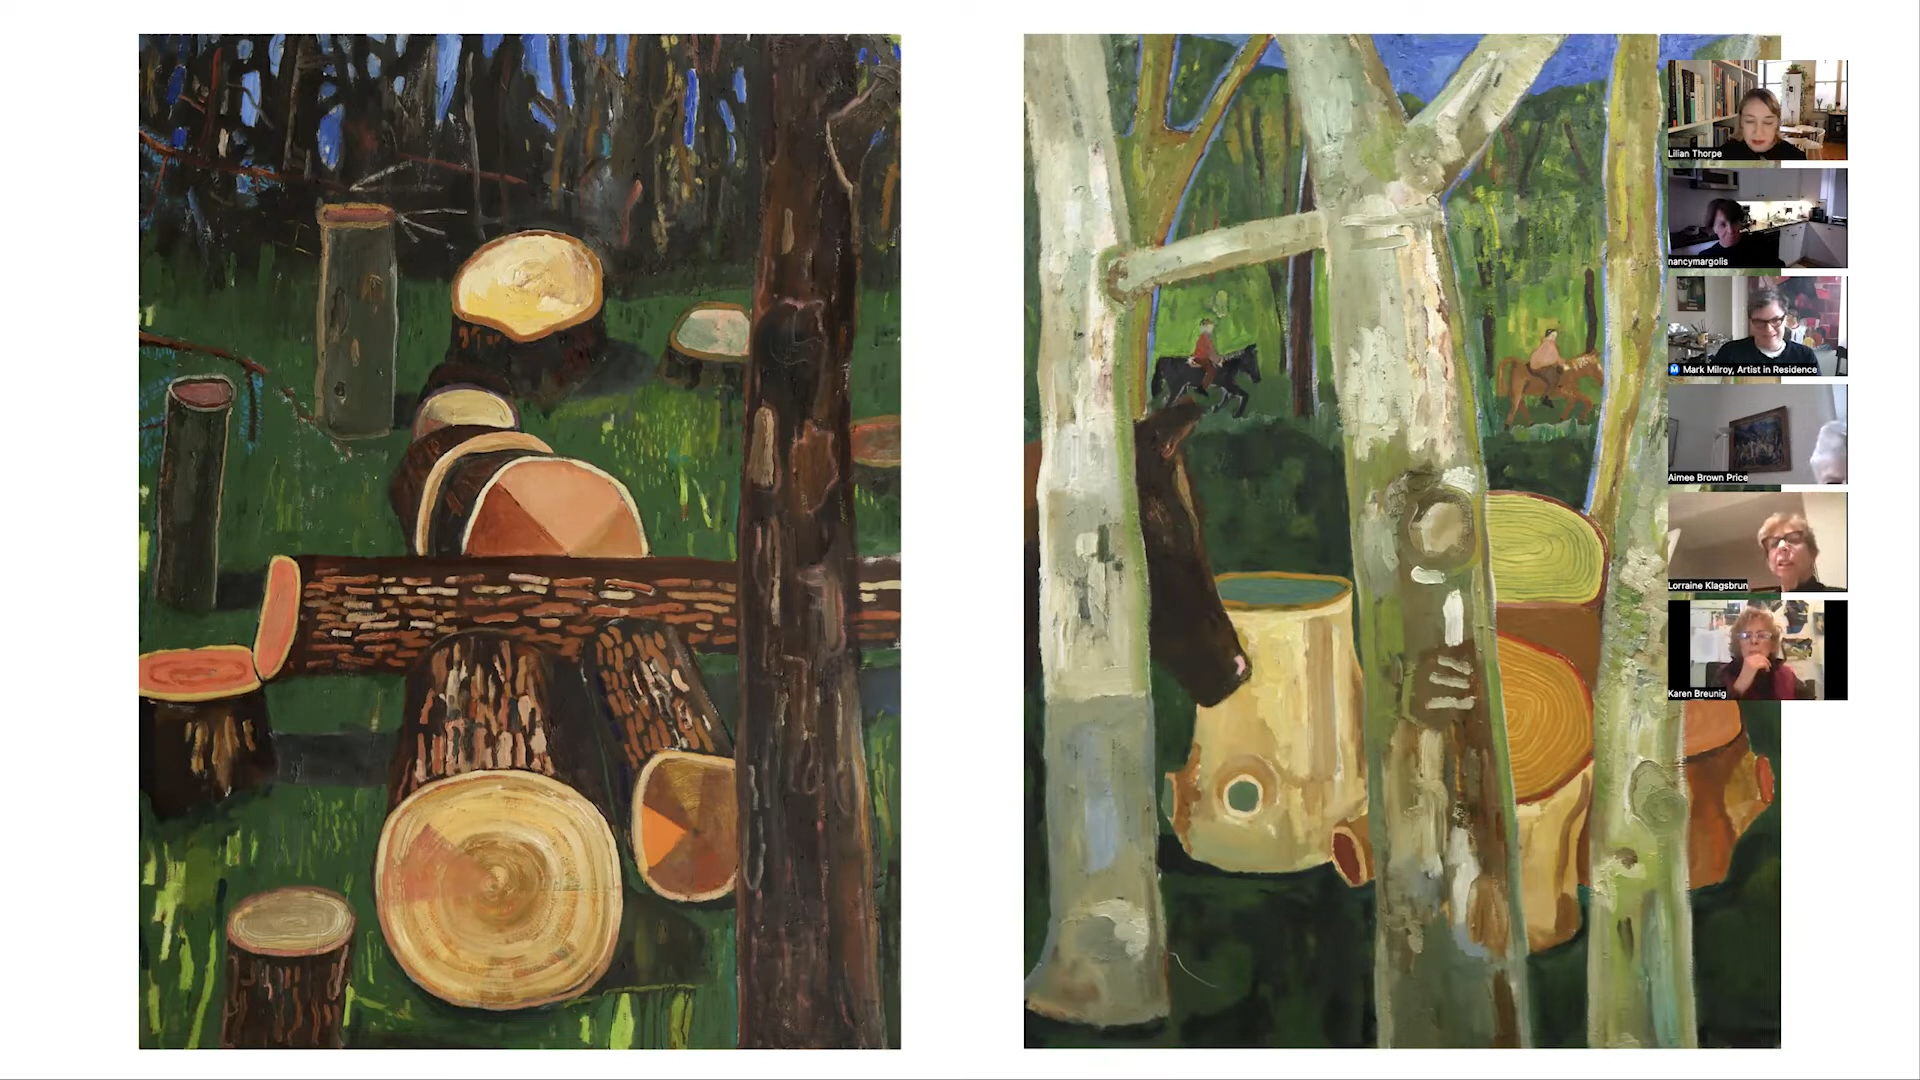 Lilian Thorpe
nancymargolis
M Mark Milroy, Artist in Residence
Aimee Brown Price
Lorraine Klagsbrun
Karen Breunig